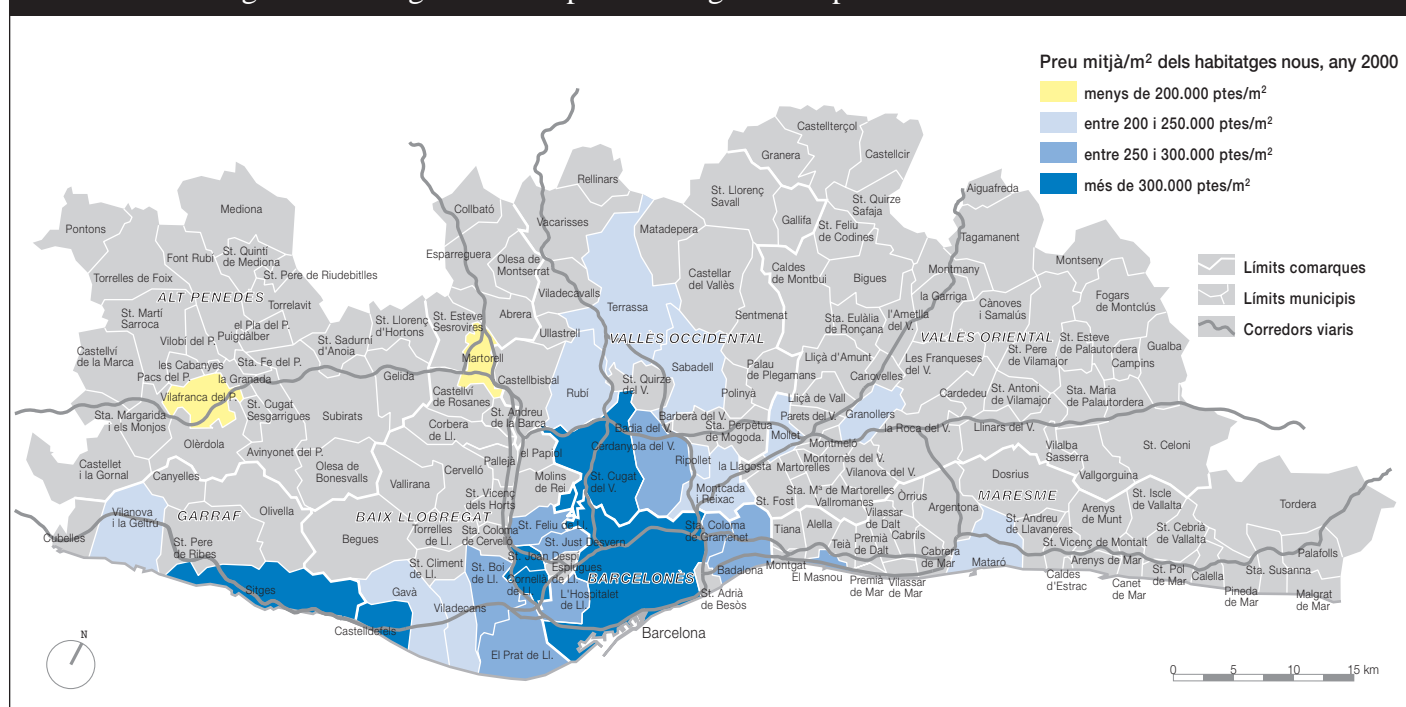 Preu mitjà/m² dels habitatges nous, any 2000
menys de 200.000 ptes/m²
entre 200 i 250.000 ptes/m²
entre 250 i 300.000 ptes/m²
més de 300.000 ptes/m²
Límits comarques
Límits municipis
Corredors viaris
Castellterçol
Granera
Castellcir
Rellinars
St. Llorenç
Savall
Aiguafreda
St. Quirze
Safaja
Mediona
Collbató
Vacarisses
Matadepera
Gallifa
St. Feliu
de Codines
Pontons
Tagamanent
Font Rubí
St. Quintí
de Mediona
Esparreguera
Olesa de
Montserrat
Montseny
Torrelles de Foix
St. Pere de Riudebitlles
Castellar
del Vallès
Caldes
de Montbui
Bigues
Montmany
ALT PENEDÈS
Torrelavit
Viladecavalls
Terrassa
la Garriga
Cànoves
i Samalús
Fogars
de Montclús
St. Martí
Sarroca
el Pla del P.
Puigdàlber
St. Llorenç
d'Hortons
St. Esteve
Sesrovires
Abrera
Ullastrell
Sentmenat
Sta. Eulàlia
de Ronçana
l'Ametlla
del V.
Vilobí del P.
St. Sadurní
d'Anoia
VALLÈS OCCIDENTAL
VALLÈS ORIENTAL
St. Esteve
de Palautordera
Gualba
Castellví
de la Marca
les Cabanyes
Pacs del P.
Sta. Fe del P.
la Granada
Gelida
Martorell
Castellbisbal
Sabadell
Palau
de Plegamans
Lliçà d'Amunt
Canovelles
Les Franqueses
del V.
St. Pere
de Vilamajor
Campins
Vilafranca del P.
Castellví
de Rosanes
Rubí
St. Quirze
del V.
Polinyà
Lliçà de Vall
Cardedeu
St. Antoni
de Vilamajor
Sta. Maria
de Palautordera
Sta. Margarida
i els Monjos
St. Cugat
Sesgarrigues
Subirats
Corbera
de Ll.
St. Andreu
de la Barca
Badia del V.
Barberà del V.
Sta. Perpètua
de Mogoda.
Parets del V.
Mollet
Granollers
la Roca del V.
Llinars del V.
Olèrdola
Avinyonet del P.
el Papiol
Cerdanyola del V.
Montmeló
St. Celoni
Castellet
i la Gornal
Canyelles
Olesa de
Bonesvalls
Vallirana
Cervelló
Pallejà
Molins
de Rei
St. Cugat
del V.
Ripollet
la Llagosta
Martorelles
Montornès del V.
Vilanova del V.
Vilalba
Sasserra
Vallgorguina
Dosrius
St. Vicenç
dels Horts
Montcada
i Reixac
St. Fost
Sta. Mª de Martorelles
Vallromanes
Òrrius
MARESME
St. Iscle
de Vallalta
Tordera
Vilanova
i la Geltrú
GARRAF
Olivella
BAIX LLOBREGAT
Argentona
St. Andreu
de Llavaneres
Arenys
de Munt
Cubelles
St. Pere
de Ribes
Begues
Torrelles
de Ll.
Sta. Coloma
de Cervelló
St. Feliu de Ll.
St. Just Desvern
Sta. Coloma
de Gramenet
Tiana
Alella
Vilassar
de Dalt
Cabrils
St. Cebrià
de Vallalta
Teià
Premià
de Dalt
Cabrera
de Mar
St. Vicenç de Montalt
Palafolls
St. Climent
de Ll.
St. Boi
de Ll.
St. Joan Despí
Esplugues
de Ll.
Cornellà
de Ll.
BARCELONÈS
Badalona
Montgat
El Masnou
Premià
de Mar
Vilassar
de Mar
Mataró
Arenys de Mar
Caldes
d'Estrac
Canet
de Mar
St. Pol
de Mar
Calella
Sta. Susanna
Pineda
de Mar
Malgrat
de Mar
Sitges
Gavà
Viladecans
L'Hospitalet
de Ll.
St. Adrià
de Besòs
Castelldefels
Barcelona
El Prat de Ll.
N
0 5 10 15 km